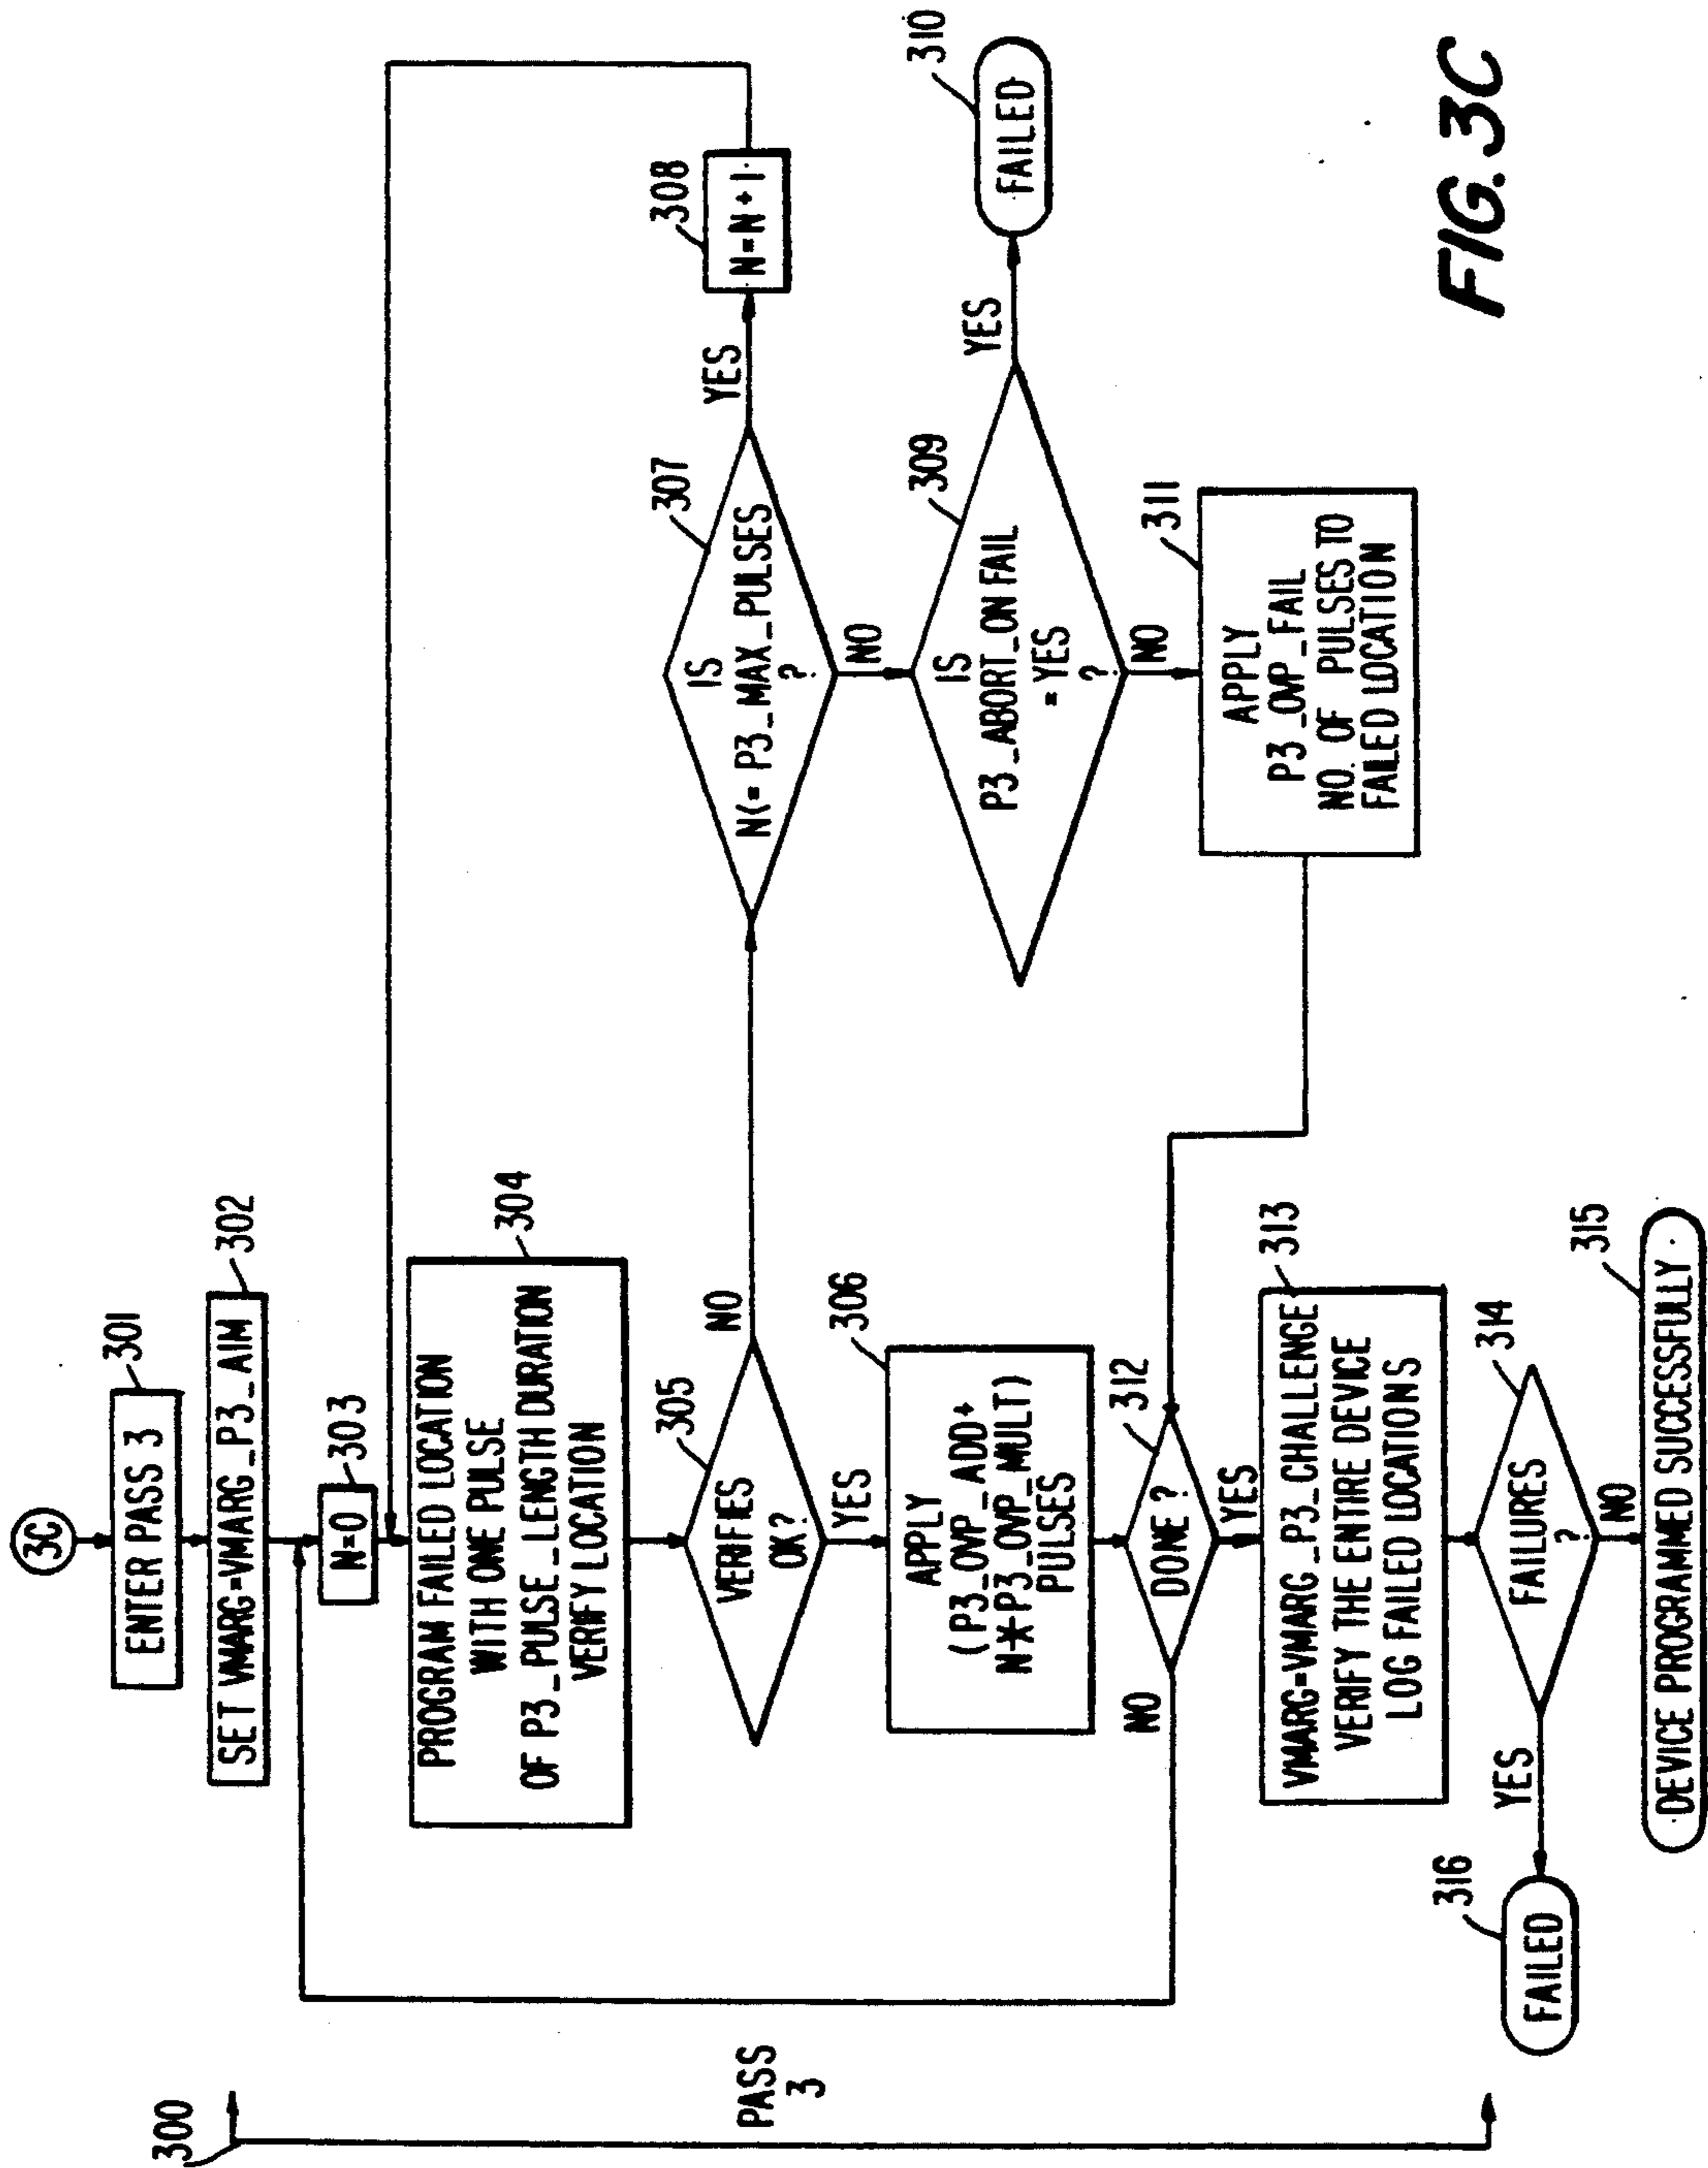 3C
ENTER PASS 3
301
SET VMARG=VMARG_P3_AIM
302
N=0
303
PROGRAM FAILED LOCATION
WITH ONE PULSE
OF P3_PULSE_LENGTH DURATION
VERIFY LOCATION
304
VERIFIES
OK?
305
NO
YES
IS
N(= P3_MAX_PULSES
?
307
YES
NO
N=N+1
308
IS
P3_ABORT_ON FAIL
= YES
?
309
YES
NO
FAILED
310
APPLY
P3_OVP_FAIL
NO. OF PULSES TO
FAILED LOCATION
311
APPLY
(P3_OVP_ADD+
N*P3_OVP_MULT)
PULSES
306
DONE?
312
NO
YES
VMARG=VMARG_P3_CHALLENGE
VERIFY THE ENTIRE DEVICE
LOG FAILED LOCATIONS
313
FAILURES
?
314
YES
NO
FAILED
316
DEVICE PROGRAMMED SUCCESSFULLY
315
300
PASS
3
FIG. 3C